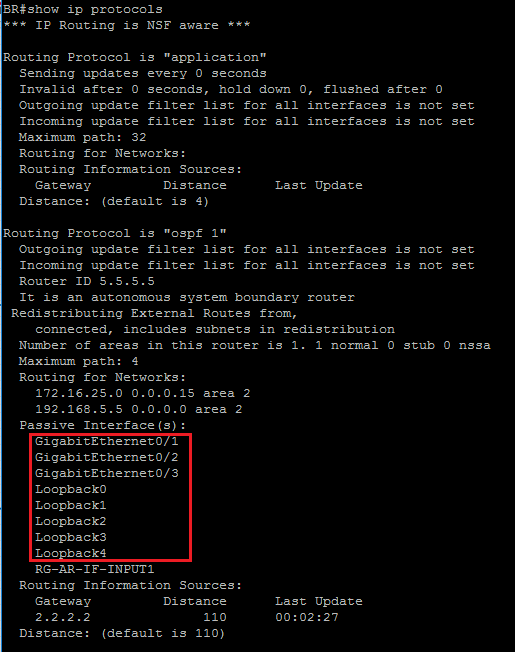 BR#show ip protocols
*** IP Routing is NSF aware ***
Routing Protocol is "application"
Sending updates every 0 seconds
Invalid after 0 seconds, hold down 0, flushed after 0
Outgoing update filter list for all interfaces is not set
Incoming update filter list for all interfaces is not set
Maximum path: 32
Routing for Networks:
Routing Information Sources:
Gateway Distance Last Update
Distance: (default is 4)
Routing Protocol is "ospf 1"
Outgoing update filter list for all interfaces is not set
Incoming update filter list for all interfaces is not set
Router ID 5.5.5.5
It is an autonomous system boundary router
Redistributing External Routes from,
connected, includes subnets in redistribution
Number of areas in this router is 1. 1 normal 0 stub 0 nssa
Maximum path: 4
Routing for Networks:
172.16.25.0 0.0.0.15 area 2
192.168.5.5 0.0.0.0 area 2
Passive Interface(s):
GigabitEthernet0/1
GigabitEthernet0/2
GigabitEthernet0/3
Loopback0
Loopback1
Loopback2
Loopback3
Loopback4
RG-AR-IF-INPUT1
Routing Information Sources:
Gateway Distance Last Update
2.2.2.2 110 00:02:27
Distance: (default is 110)